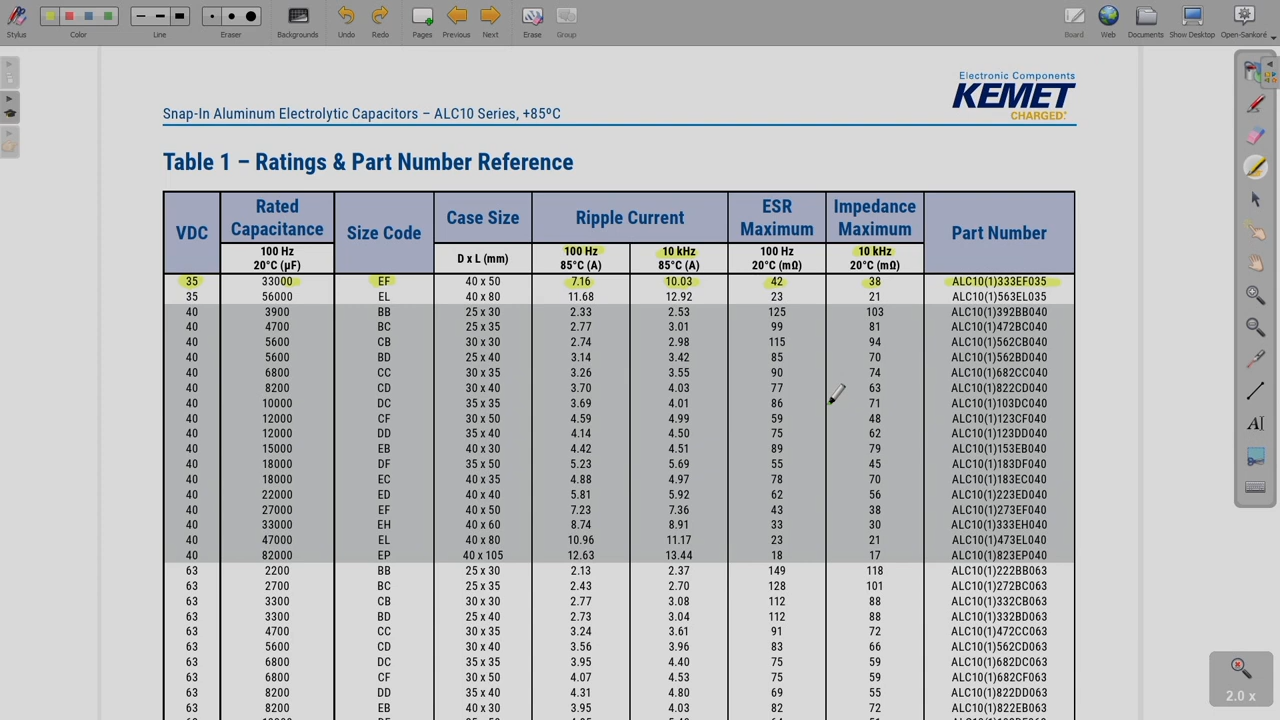 Stylus Color Line Eraser Backgrounds Undo Redo Pages Previous Next Erase Group Board Web Documents Show Desktop Open-Sankoré
Electronic Components
KEMET
CHARGED.
Snap-In Aluminum Electrolytic Capacitors – ALC10 Series, +85ºC
Table 1 – Ratings & Part Number Reference
VDC Rated Capacitance Size Code Case Size Ripple Current ESR Maximum Impedance Maximum Part Number
100 Hz 20°C (µF) D x L (mm) 100 Hz 85°C (A) 10 kHz 85°C (A) 100 Hz 20°C (mΩ) 10 kHz 20°C (mΩ)
35 33000 EF 40 x 50 7.16 10.03 42 38 ALC10(1)333EF035
35 56000 EL 40 x 80 11.68 12.92 23 21 ALC10(1)563EL035
40 3900 BB 25 x 30 2.33 2.53 125 103 ALC10(1)392BB040
40 4700 BC 25 x 35 2.77 3.01 99 81 ALC10(1)472BC040
40 5600 CB 30 x 30 2.74 2.98 115 94 ALC10(1)562CB040
40 5600 BD 25 x 40 3.14 3.42 85 70 ALC10(1)562BD040
40 6800 CC 30 x 35 3.26 3.55 90 74 ALC10(1)682CC040
40 8200 CD 30 x 40 3.70 4.03 77 63 ALC10(1)822CD040
40 10000 DC 35 x 35 3.69 4.01 86 71 ALC10(1)103DC040
40 12000 CF 30 x 50 4.59 4.99 59 48 ALC10(1)123CF040
40 12000 DD 35 x 40 4.14 4.50 75 62 ALC10(1)123DD040
40 15000 EB 40 x 30 4.42 4.51 89 79 ALC10(1)153EB040
40 18000 DF 35 x 50 5.23 5.69 55 45 ALC10(1)183DF040
40 18000 EC 40 x 35 4.88 4.97 78 70 ALC10(1)183EC040
40 22000 ED 40 x 40 5.81 5.92 62 56 ALC10(1)223ED040
40 27000 EF 40 x 50 7.23 7.36 43 38 ALC10(1)273EF040
40 33000 EH 40 x 60 8.74 8.91 33 30 ALC10(1)333EH040
40 47000 EL 40 x 80 10.96 11.17 23 21 ALC10(1)473EL040
40 82000 EP 40 x 105 12.63 13.44 18 17 ALC10(1)823EP040
63 2200 BB 25 x 30 2.13 2.37 149 118 ALC10(1)222BB063
63 2700 BC 25 x 35 2.43 2.70 128 101 ALC10(1)272BC063
63 3300 CB 30 x 30 2.77 3.08 112 88 ALC10(1)332CB063
63 3300 BD 25 x 40 2.73 3.04 112 88 ALC10(1)332BD063
63 4700 CC 30 x 35 3.24 3.61 91 72 ALC10(1)472CC063
63 5600 CD 30 x 40 3.56 3.96 83 66 ALC10(1)562CD063
63 6800 DC 35 x 35 3.95 4.40 75 59 ALC10(1)682DC063
63 6800 CF 30 x 50 4.07 4.53 75 59 ALC10(1)682CF063
63 8200 DD 35 x 40 4.31 4.80 69 55 ALC10(1)822DD063
63 8200 EB 40 x 30 3.95 4.03 82 72 ALC10(1)822EB063
AI
2.0 x